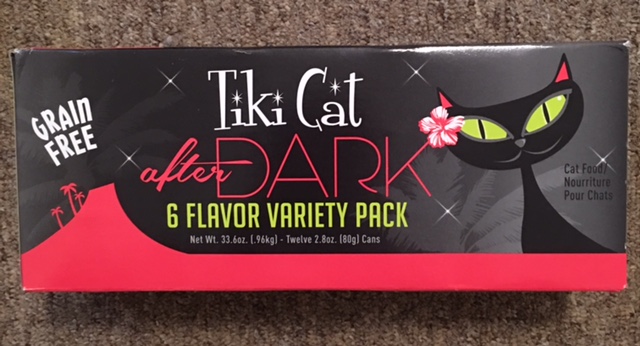 GRAIN
FREE
Tiki Cat
after DARK
6 FLAVOR VARIETY PACK
Net Wt. 33.6oz. (.96kg) - Twelve 2.8oz. (80g) Cans
Cat Food/
Nourriture
Pour Chats